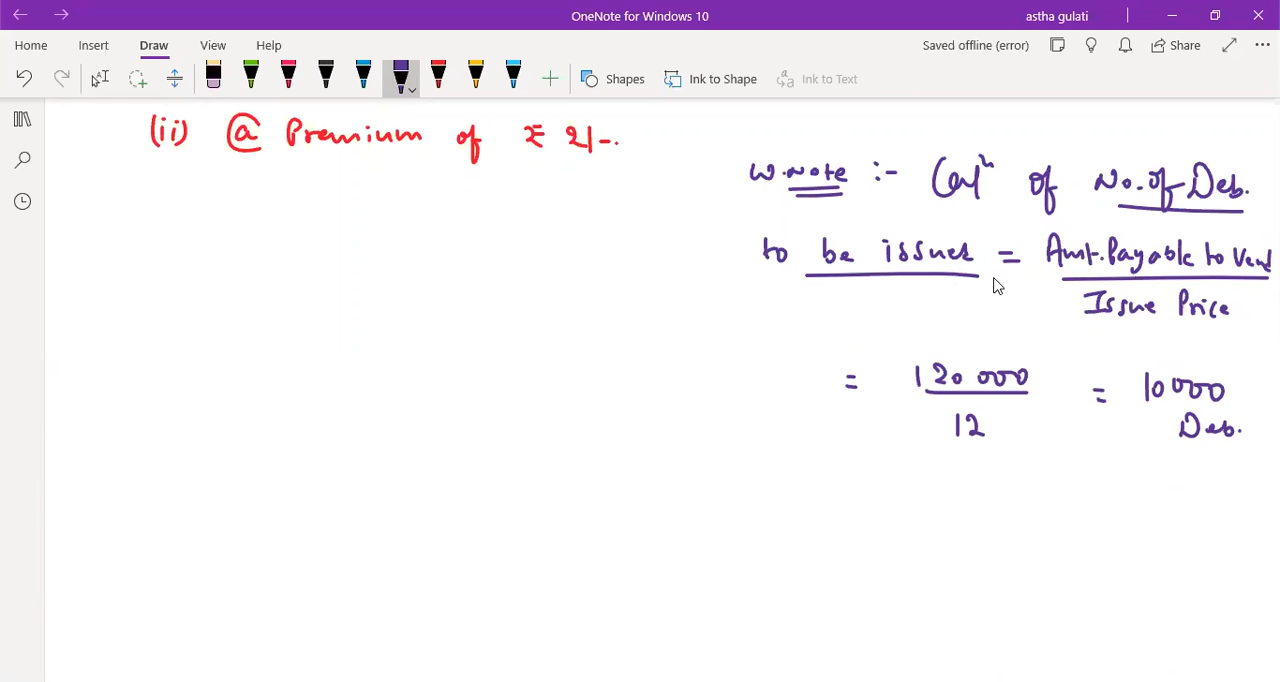 OneNote for Windows 10
astha gulati
Home Insert Draw View Help
Saved offline (error) Share
Shapes Ink to Shape Ink to Text
(ii) @ Premium of ₹ 2/-.
W.note :- Calⁿ of No. of Deb.
to be issues = Amt. Payable to Vend
Issue Price
= 120 000 = 10000
12 Deb.